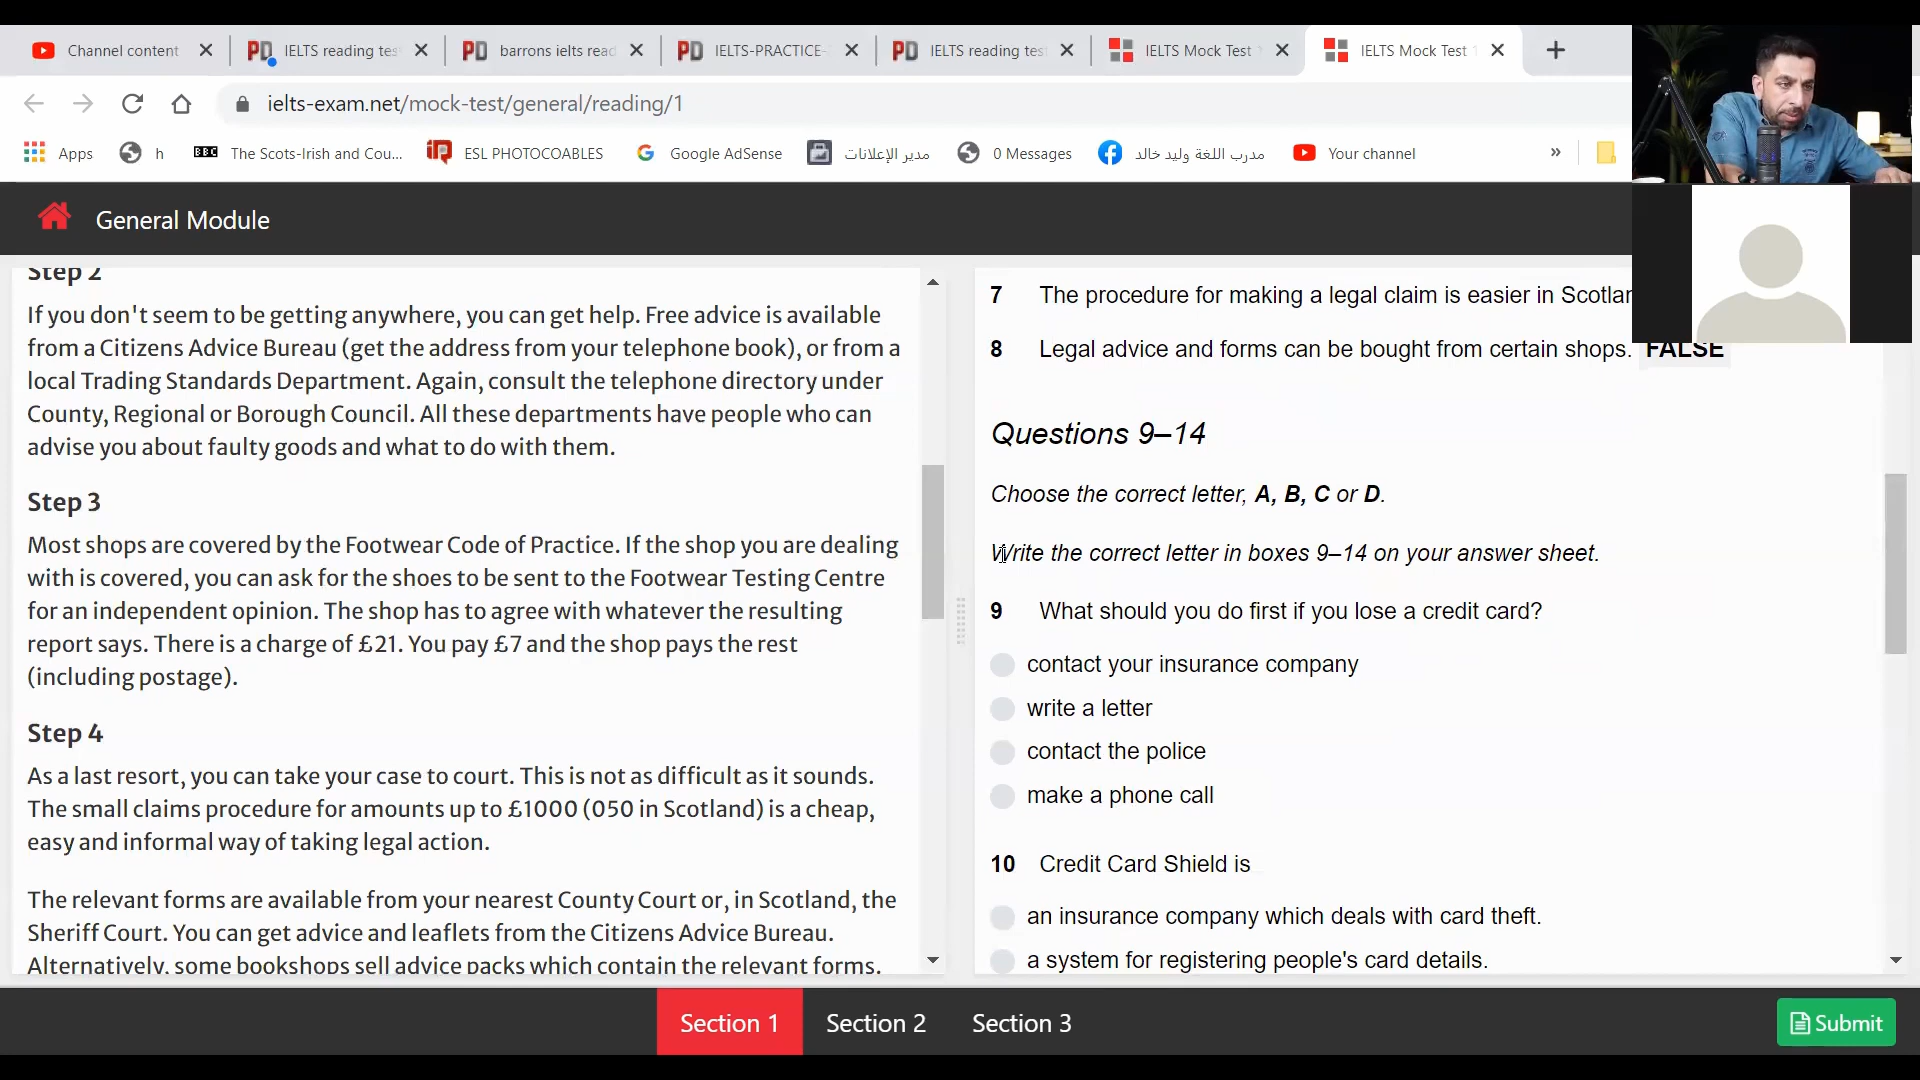 Channel content
IELTS reading tes
barrons ielts read
IELTS-PRACTICE-
IELTS reading tes
IELTS Mock Test 1
IELTS Mock Test 1
ielts-exam.net/mock-test/general/reading/1
Apps
h
BBC
The Scots-Irish and Cou...
ESL PHOTOCOABLES
Google AdSense
مدير الإعلانات
0 Messages
مدرب اللغة وليد خالد
Your channel
»
General Module
Step 2
If you don't seem to be getting anywhere, you can get help. Free advice is available
from a Citizens Advice Bureau (get the address from your telephone book), or from a
local Trading Standards Department. Again, consult the telephone directory under
County, Regional or Borough Council. All these departments have people who can
advise you about faulty goods and what to do with them.
Step 3
Most shops are covered by the Footwear Code of Practice. If the shop you are dealing
with is covered, you can ask for the shoes to be sent to the Footwear Testing Centre
for an independent opinion. The shop has to agree with whatever the resulting
report says. There is a charge of £21. You pay £7 and the shop pays the rest
(including postage).
Step 4
As a last resort, you can take your case to court. This is not as difficult as it sounds.
The small claims procedure for amounts up to £1000 (050 in Scotland) is a cheap,
easy and informal way of taking legal action.
The relevant forms are available from your nearest County Court or, in Scotland, the
Sheriff Court. You can get advice and leaflets from the Citizens Advice Bureau.
Alternatively, some bookshops sell advice packs which contain the relevant forms.
7 The procedure for making a legal claim is easier in Scotlan
8 Legal advice and forms can be bought from certain shops. FALSE
Questions 9–14
Choose the correct letter, A, B, C or D.
Write the correct letter in boxes 9–14 on your answer sheet.
9 What should you do first if you lose a credit card?
contact your insurance company
write a letter
contact the police
make a phone call
10 Credit Card Shield is
an insurance company which deals with card theft.
a system for registering people's card details.
Section 1
Section 2
Section 3
Submit